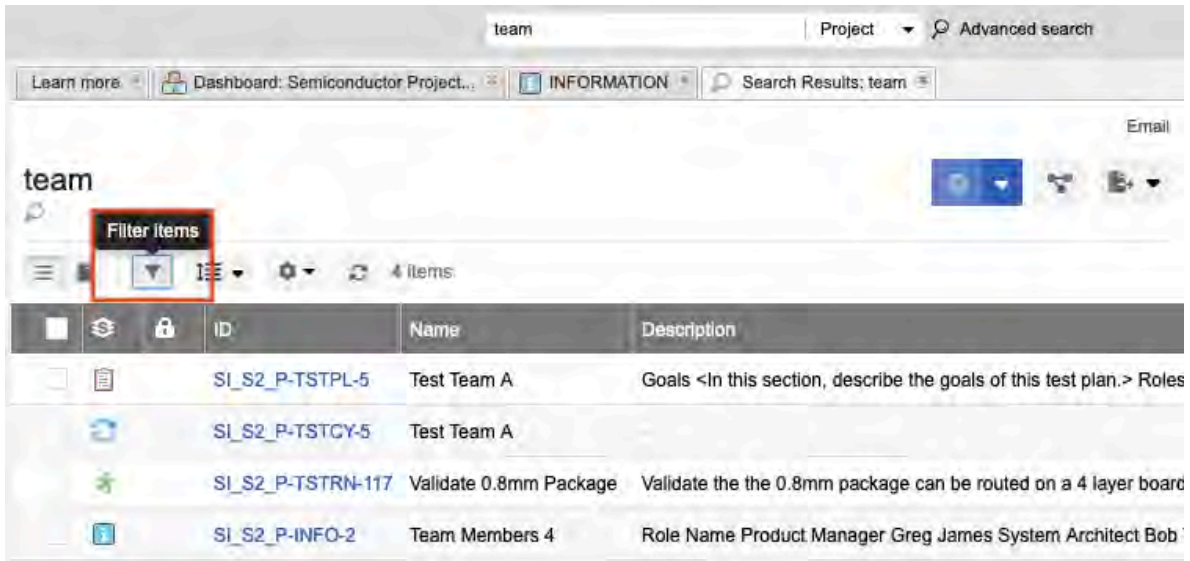 team Project Advanced search
Learn more Dashboard: Semiconductor Project... INFORMATION Search Results: team
Email
team
Filter items
4 items
ID Name Description
SI_S2_P-TSTPL-5 Test Team A Goals <In this section, describe the goals of this test plan.> Roles
SI_S2_P-TSTCY-5 Test Team A
SI_S2_P-TSTRN-117 Validate 0.8mm Package Validate the the 0.8mm package can be routed on a 4 layer board
SI_S2_P-INFO-2 Team Members 4 Role Name Product Manager Greg James System Architect Bob